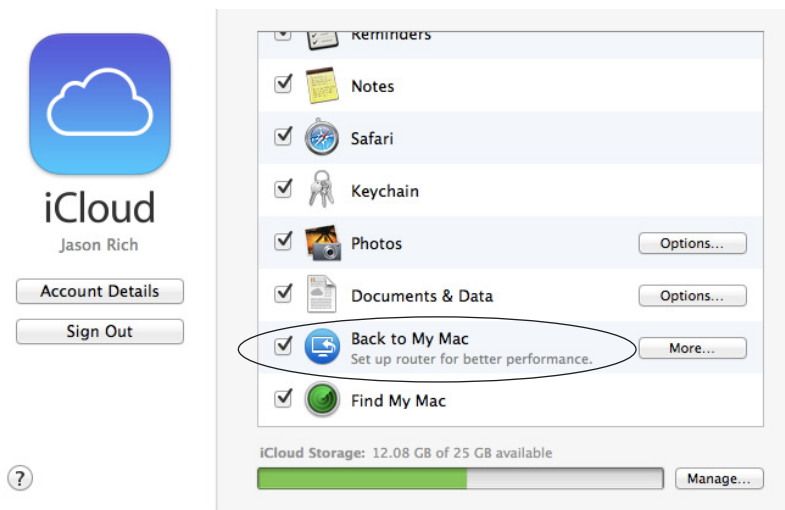 iCloud
Jason Rich
Account Details
Sign Out
?
Reminders
Notes
Safari
Keychain
Photos
Options...
Documents & Data
Options...
Back to My Mac
Set up router for better performance.
More...
Find My Mac
iCloud Storage: 12.08 GB of 25 GB available
Manage...